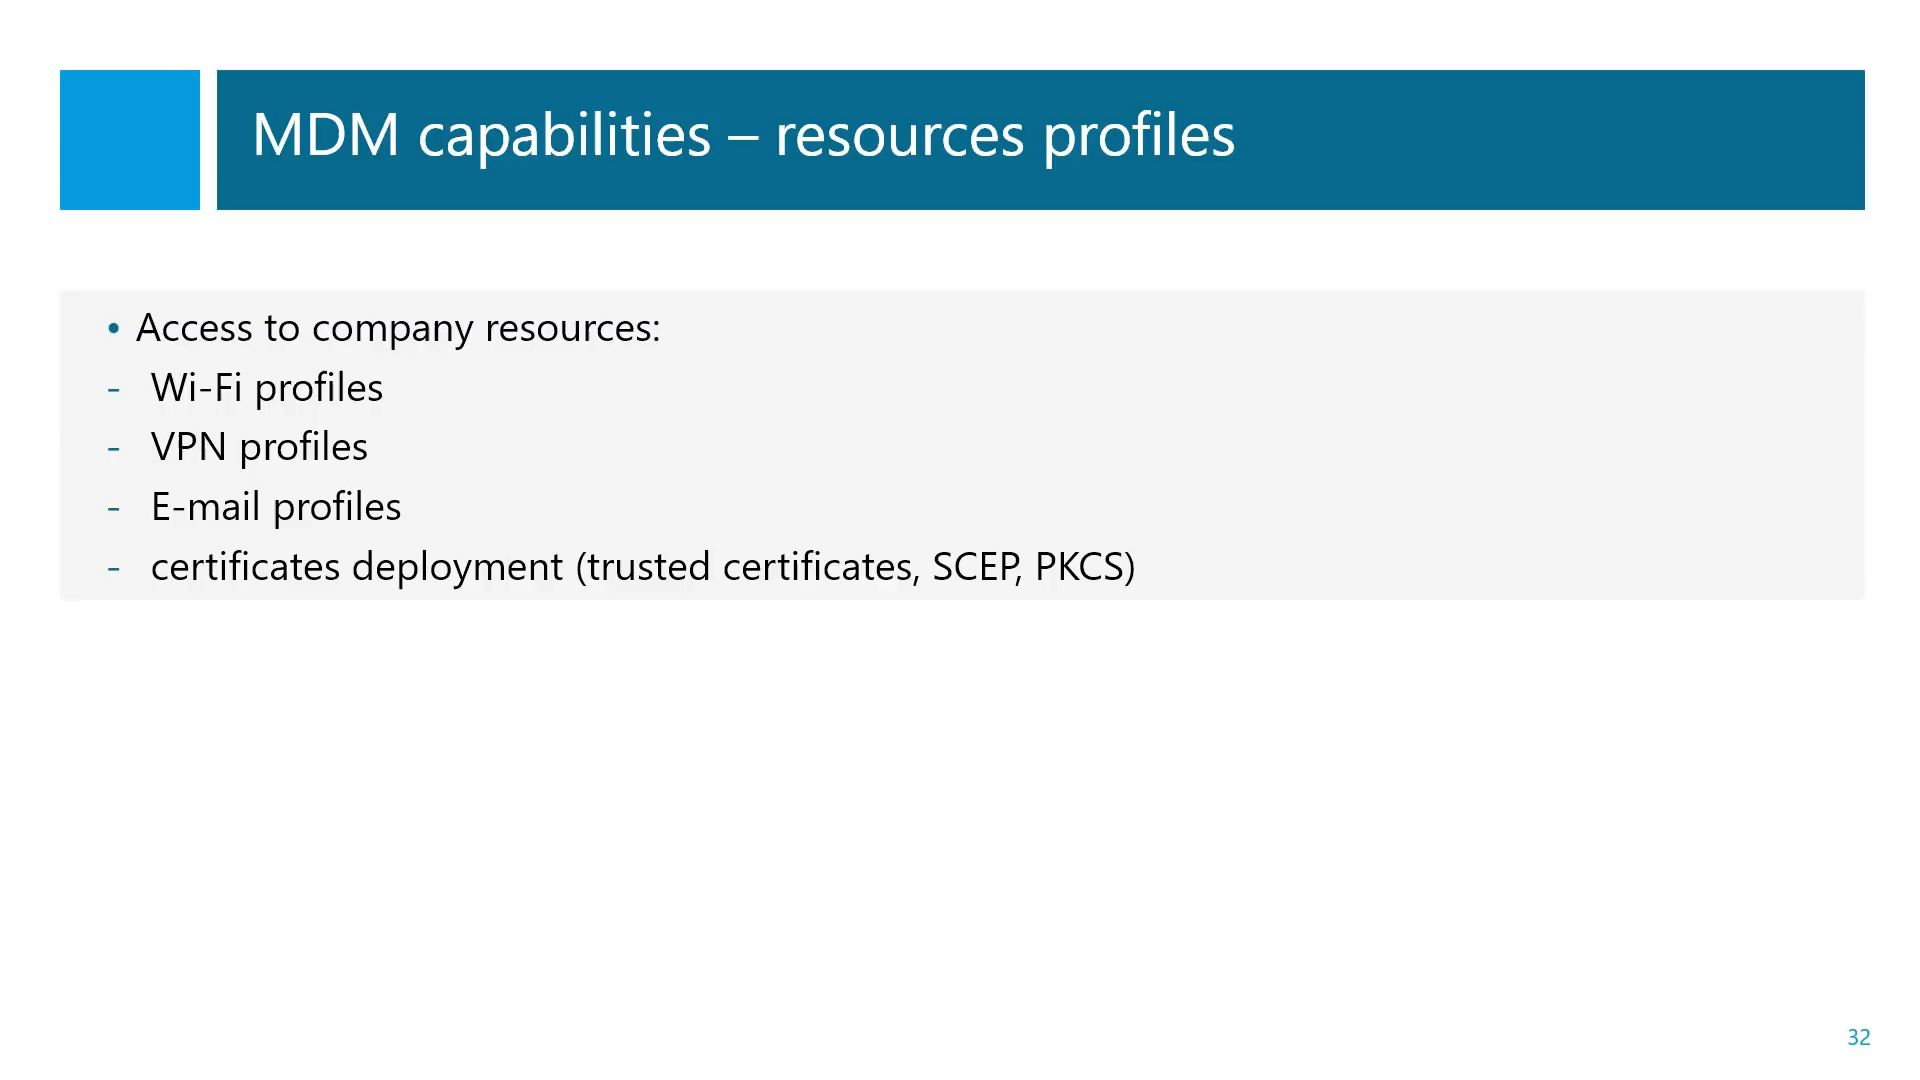 MDM capabilities – resources profiles
• Access to company resources:
- Wi-Fi profiles
- VPN profiles
- E-mail profiles
- certificates deployment (trusted certificates, SCEP, PKCS)
32